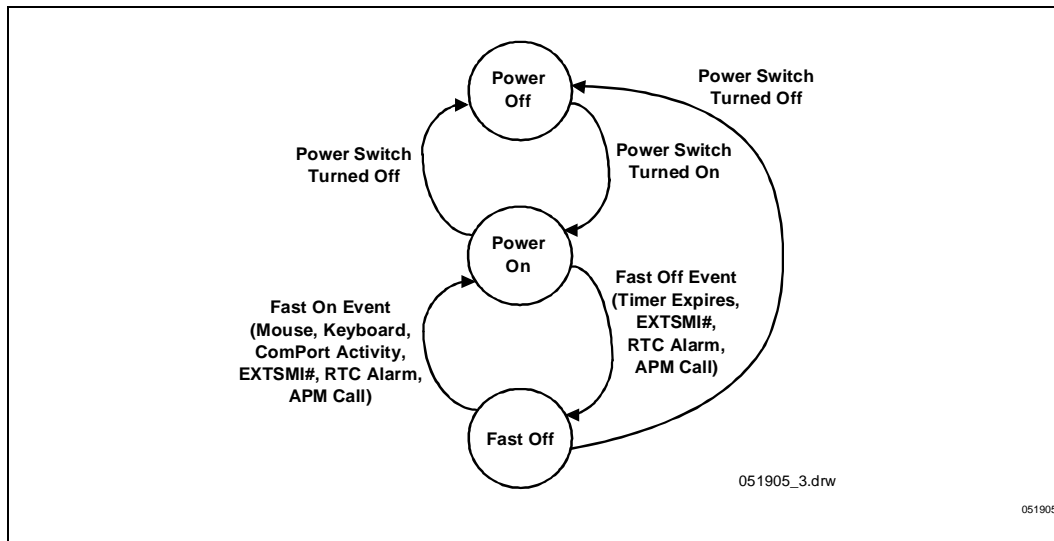 Power
Off
Power Switch
Turned Off
Power Switch
Turned Off
Power Switch
Turned On
Power
On
Fast On Event
(Mouse, Keyboard,
ComPort Activity,
EXTSMI#, RTC Alarm,
APM Call)
Fast Off Event
(Timer Expires,
EXTSMI#,
RTC Alarm,
APM Call)
Fast Off
051905_3.drw
051905